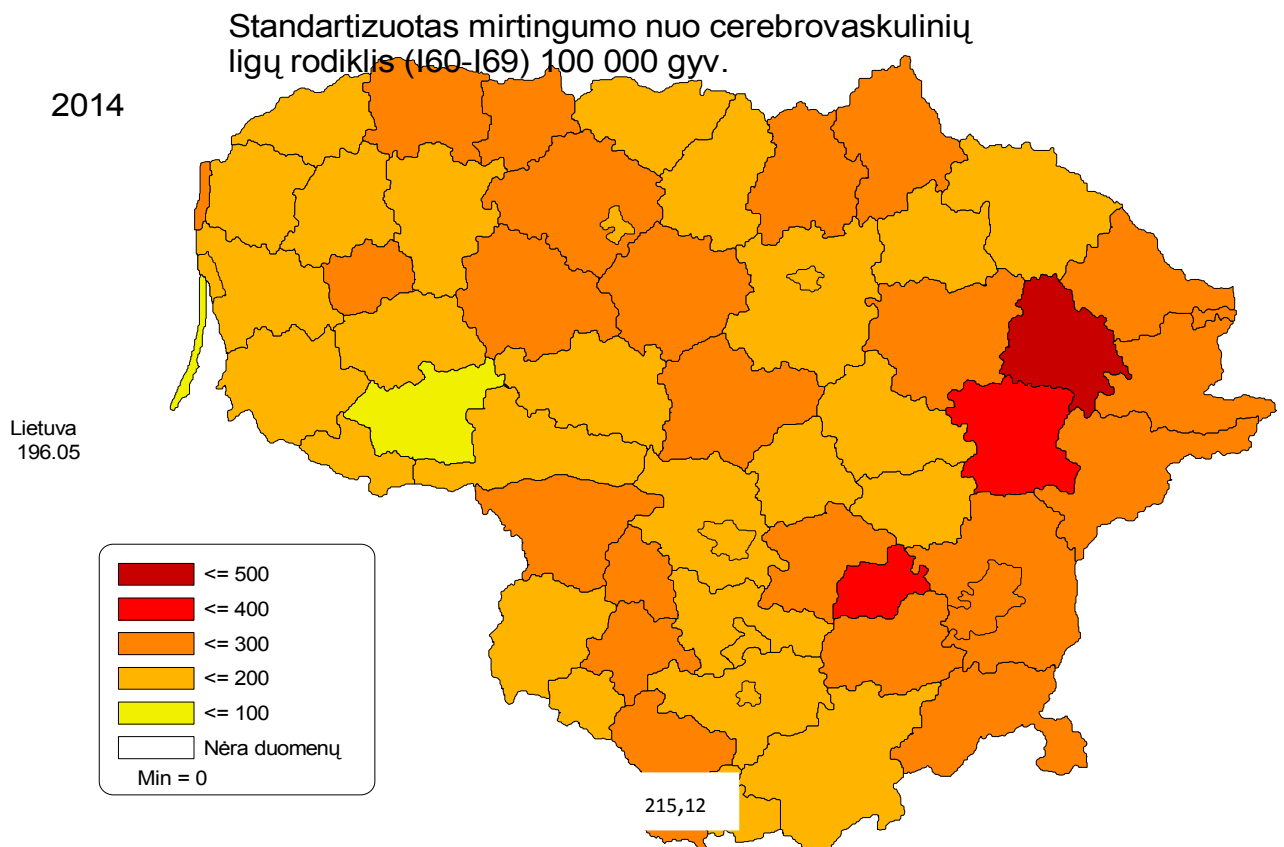 Standartizuotas mirtingumo nuo cerebrovaskulinių
ligų rodiklis (I60-I69) 100 000 gyv.
2014
Lietuva
196.05
<= 500
<= 400
<= 300
<= 200
<= 100
Nėra duomenų
Min = 0
215,12